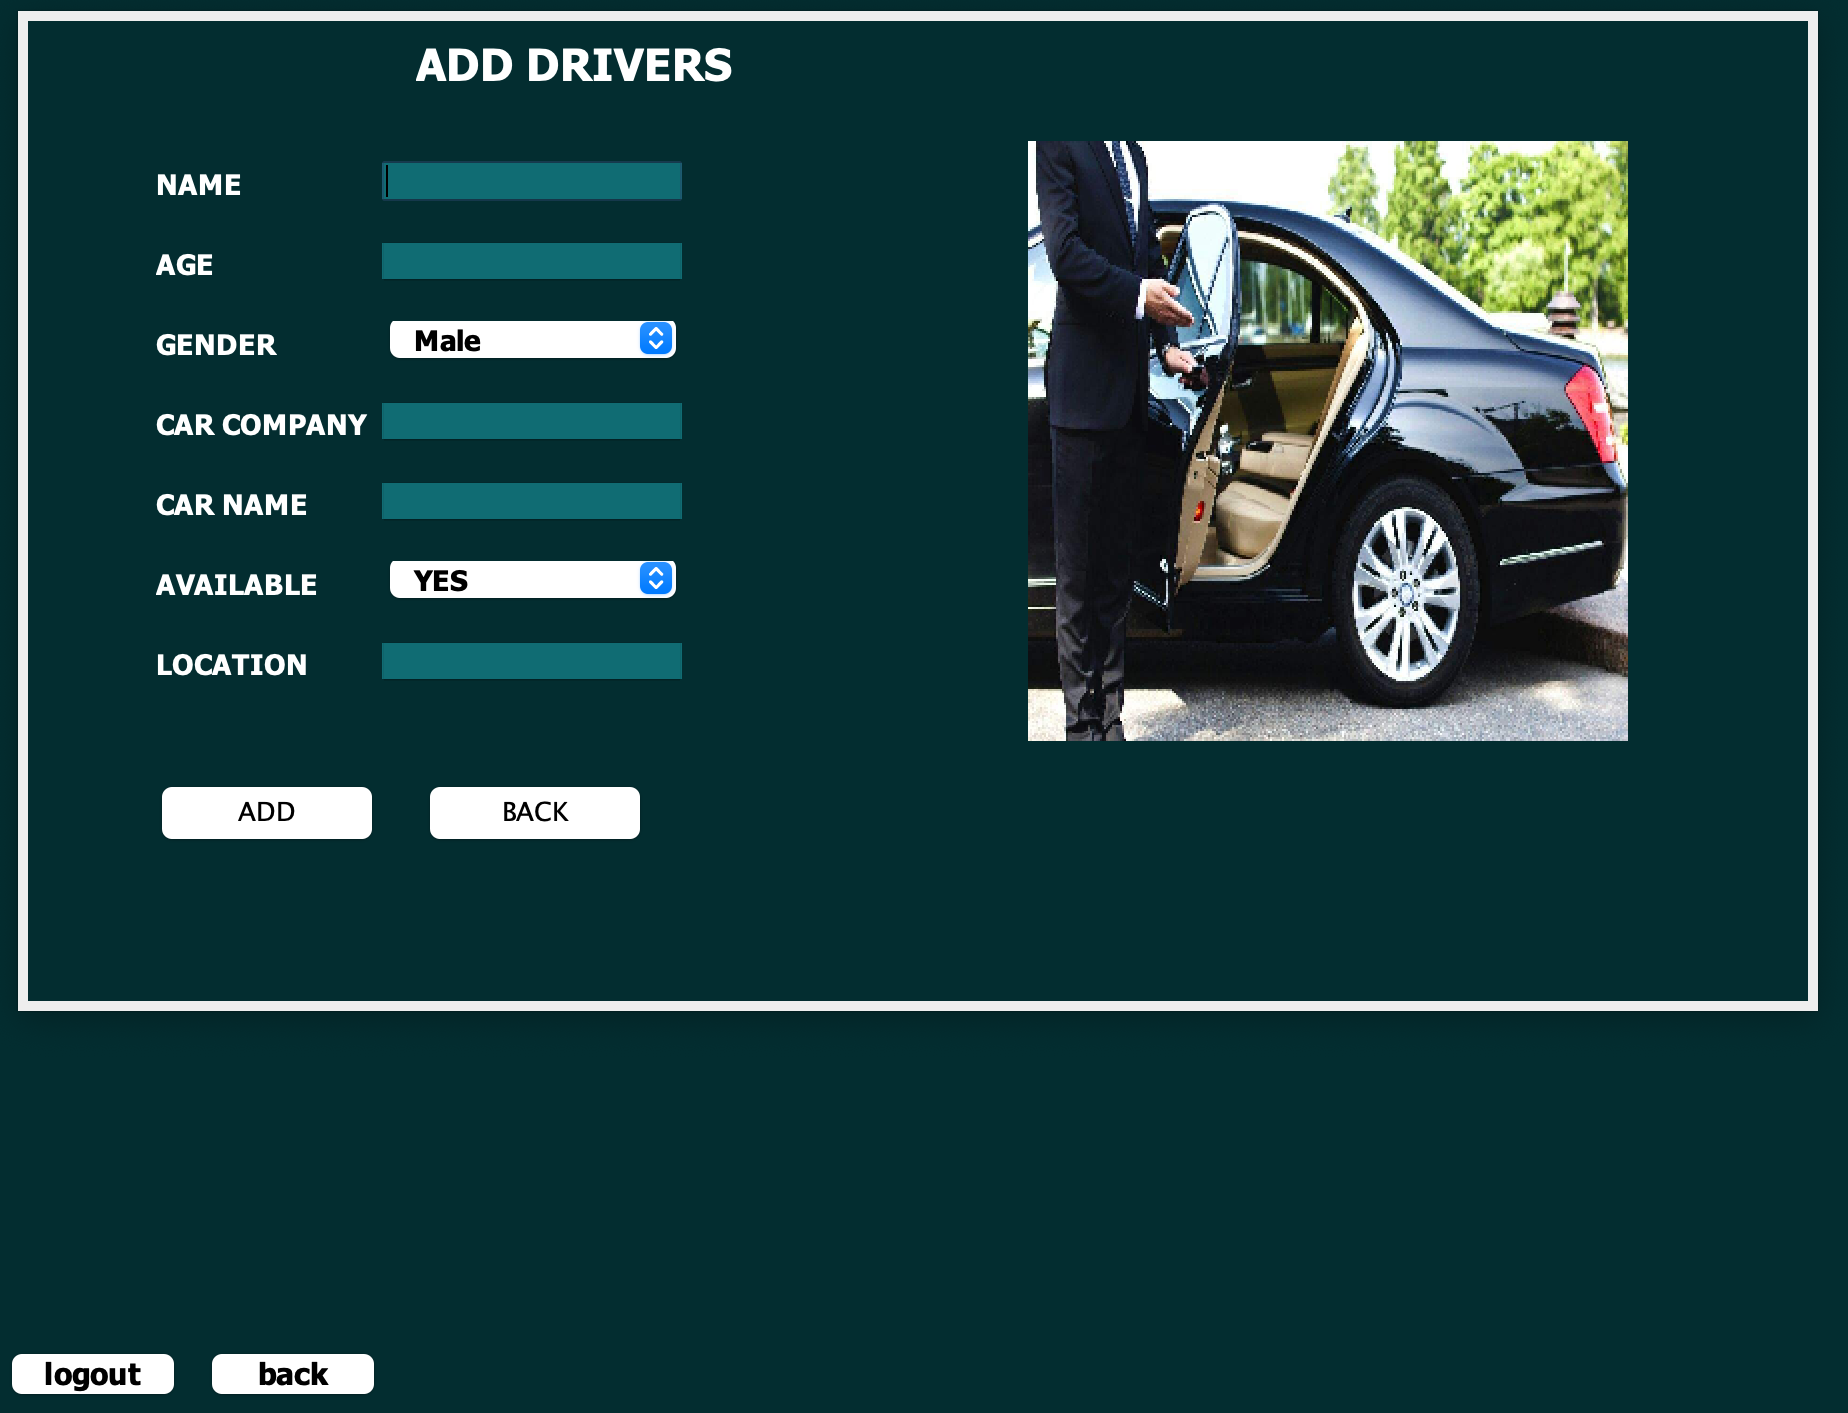 ADD DRIVERS
NAME
AGE
GENDER Male
CAR COMPANY
CAR NAME
AVAILABLE YES
LOCATION
ADD BACK
logout back